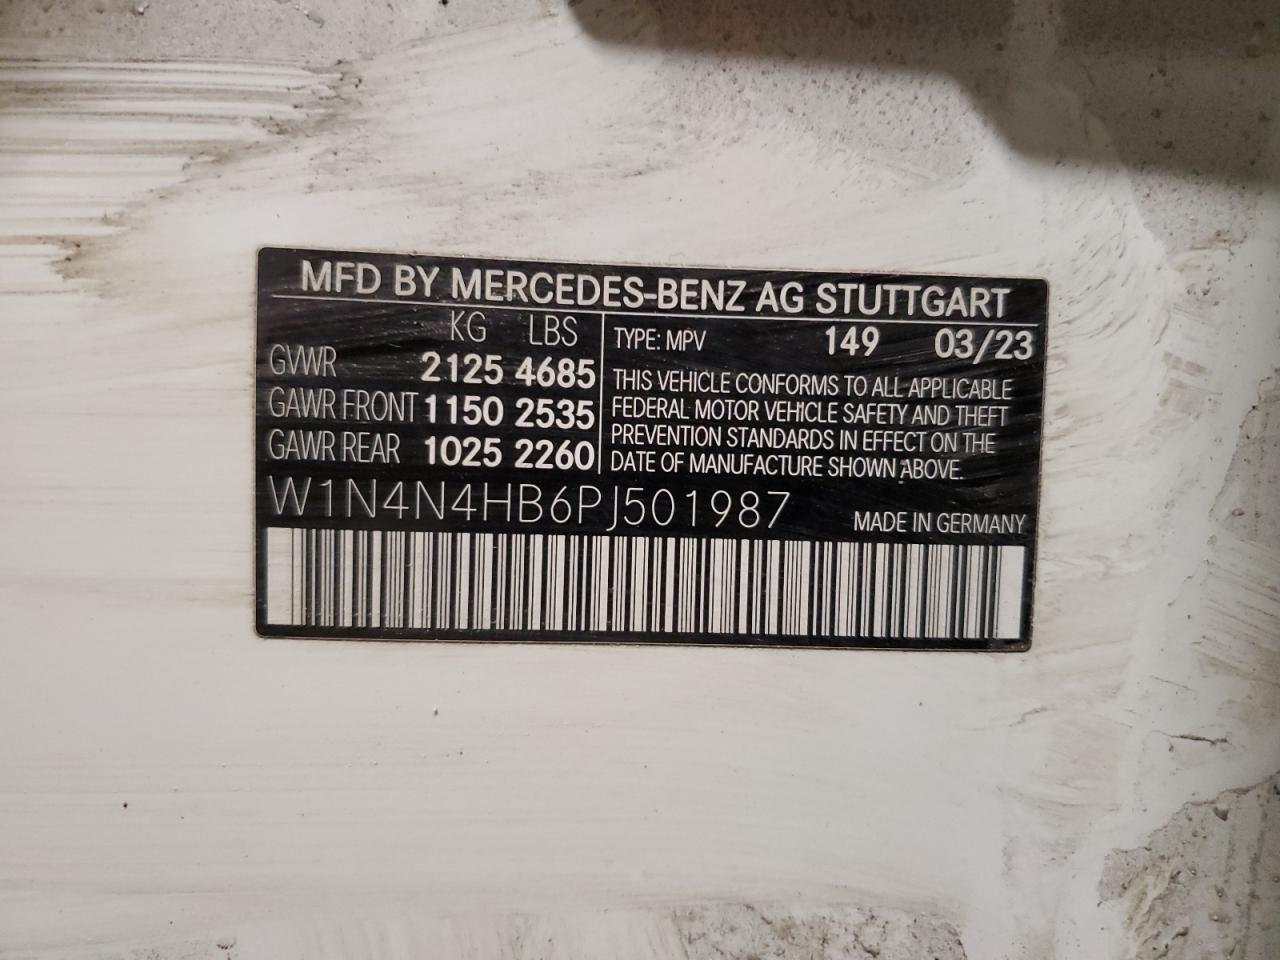 MFD BY MERCEDES-BENZ AG STUTTGART
KG LBS
GVWR 2125 4685
GAWR FRONT 1150 2535
GAWR REAR 1025 2260
TYPE: MPV 149 03/23
THIS VEHICLE CONFORMS TO ALL APPLICABLE
FEDERAL MOTOR VEHICLE SAFETY AND THEFT
PREVENTION STANDARDS IN EFFECT ON THE
DATE OF MANUFACTURE SHOWN ABOVE.
W1N4N4HB6PJ501987
MADE IN GERMANY